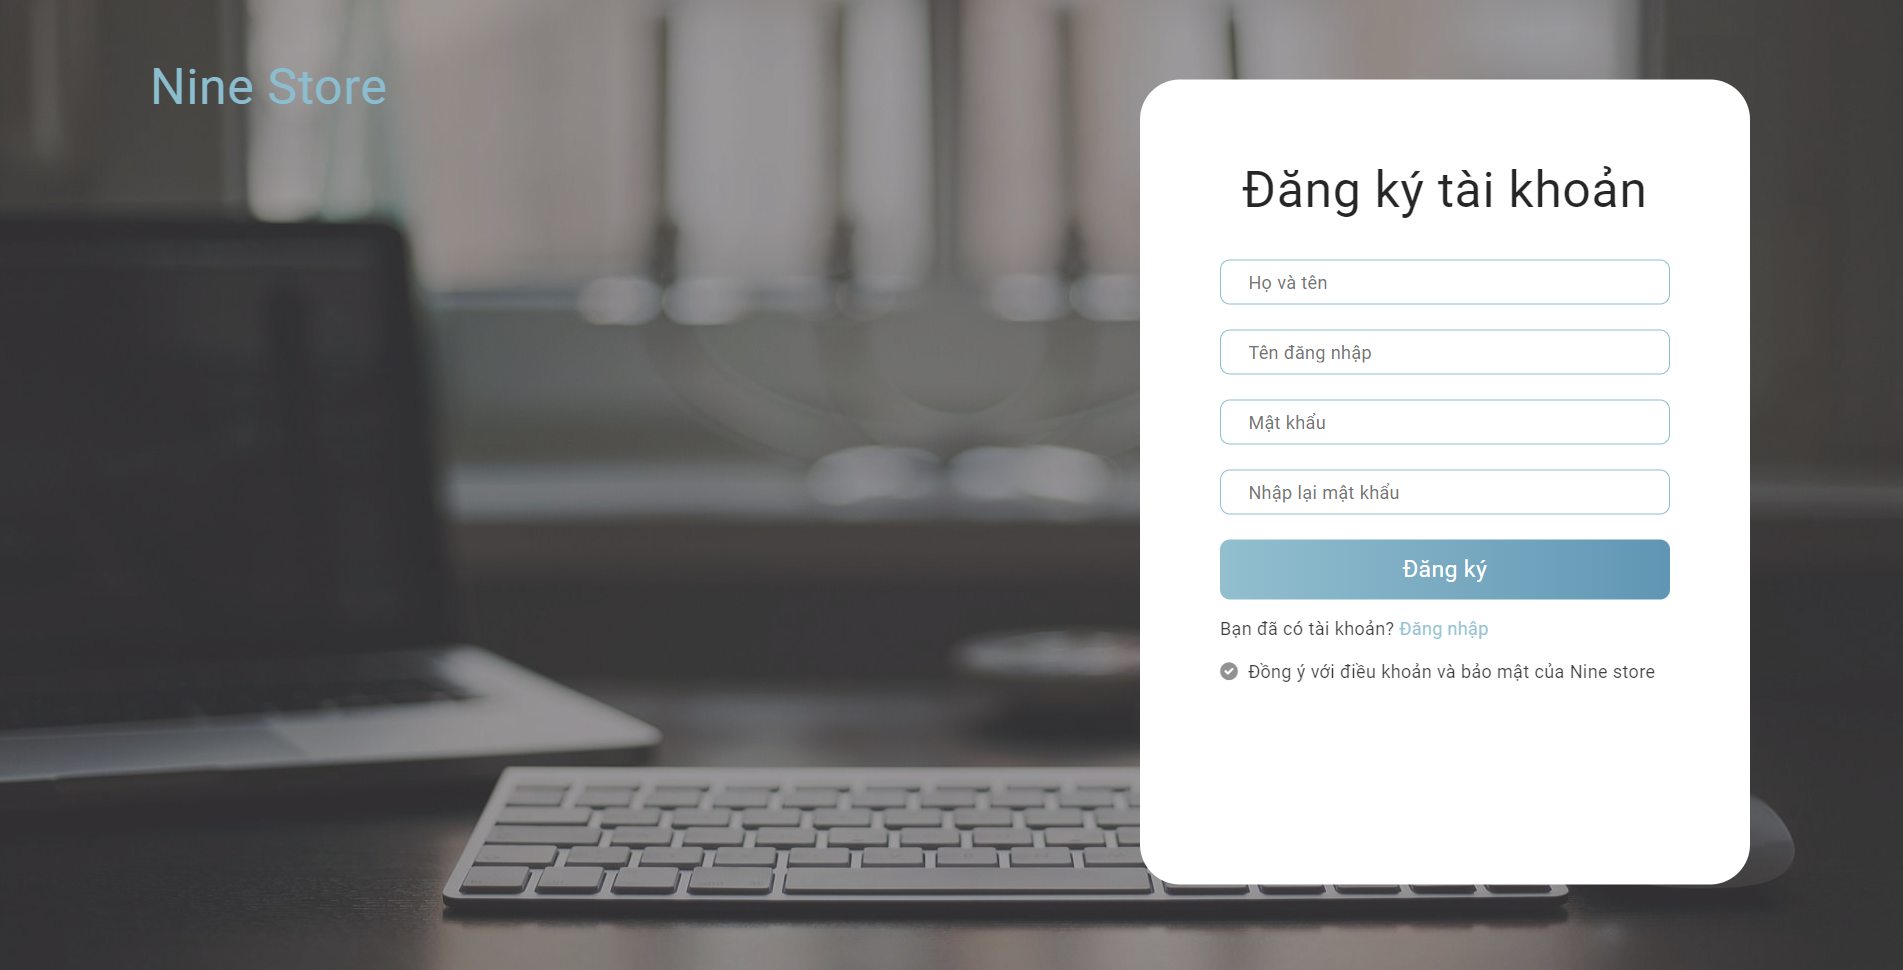 Nine Store
Đăng ký tài khoản
Họ và tên
Tên đăng nhập
Mật khẩu
Nhập lại mật khẩu
Đăng ký
Bạn đã có tài khoản? Đăng nhập
Đồng ý với điều khoản và bảo mật của Nine store